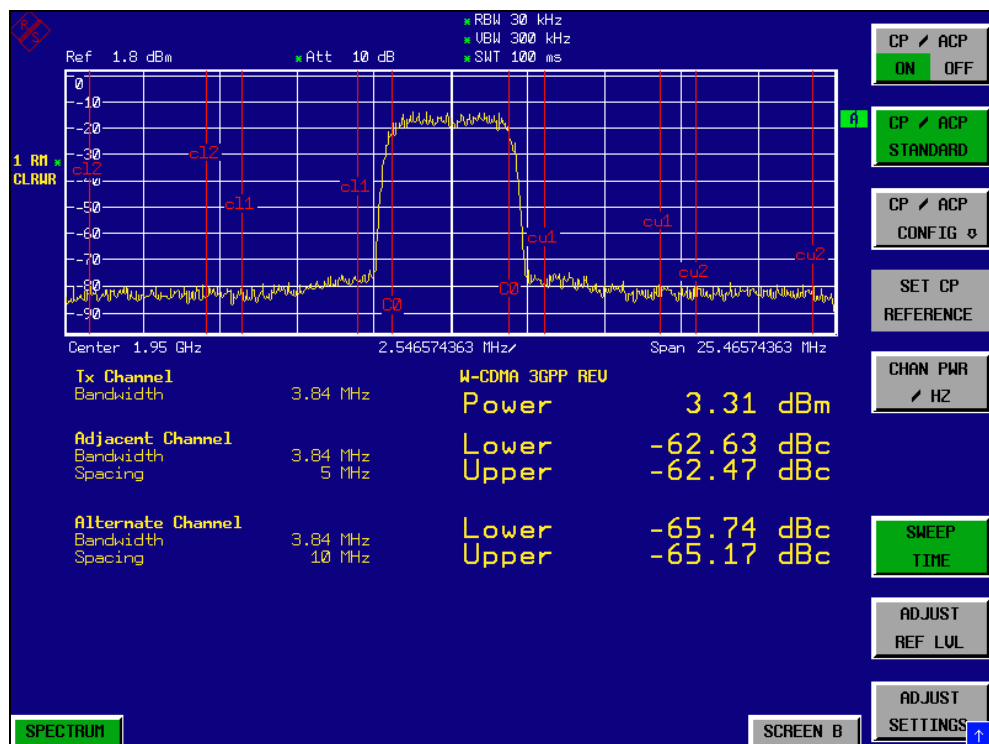 R/S
* RBW 30 kHz
* VBW 300 kHz
Ref 1.8 dBm * Att 10 dB * SWT 100 ms
0
-10
-20
-30
-40
-50
-60
-70
-80
-90
1 RM *
CLRWR
A
cl2
cl2
cl1
cl1
C0
C0
cu1
cu1
cu2
cu2
Center 1.95 GHz 2.546574363 MHz/ Span 25.46574363 MHz
Tx Channel W-CDMA 3GPP REV
Bandwidth 3.84 MHz Power 3.31 dBm
Adjacent Channel Lower -62.63 dBc
Bandwidth 3.84 MHz
Spacing 5 MHz Upper -62.47 dBc
Alternate Channel Lower -65.74 dBc
Bandwidth 3.84 MHz
Spacing 10 MHz Upper -65.17 dBc
CP / ACP
ON OFF
CP / ACP
STANDARD
CP / ACP
CONFIG
SET CP
REFERENCE
CHAN PWR
/ HZ
SWEEP
TIME
ADJUST
REF LVL
ADJUST
SETTINGS
SPECTRUM SCREEN B